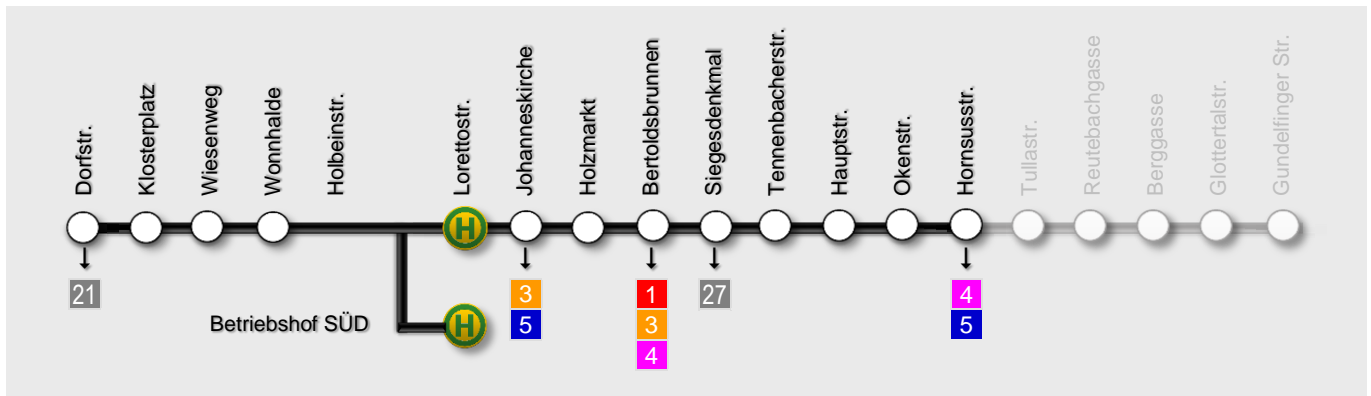 Dorfstr.
Klosterplatz
Wiesenweg
Wonnhalde
Holbeinstr.
Lorettostr.
Johanneskirche
Holzmarkt
Bertoldsbrunnen
Siegesdenkmal
Tennenbacherstr.
Hauptstr.
Okenstr.
Hornsusstr.
Tullastr.
Reutebachgasse
Berggasse
Glottertalstr.
Gundelfinger Str.
H
21
3
5
1
3
4
27
4
5
Betriebshof SÜD
H